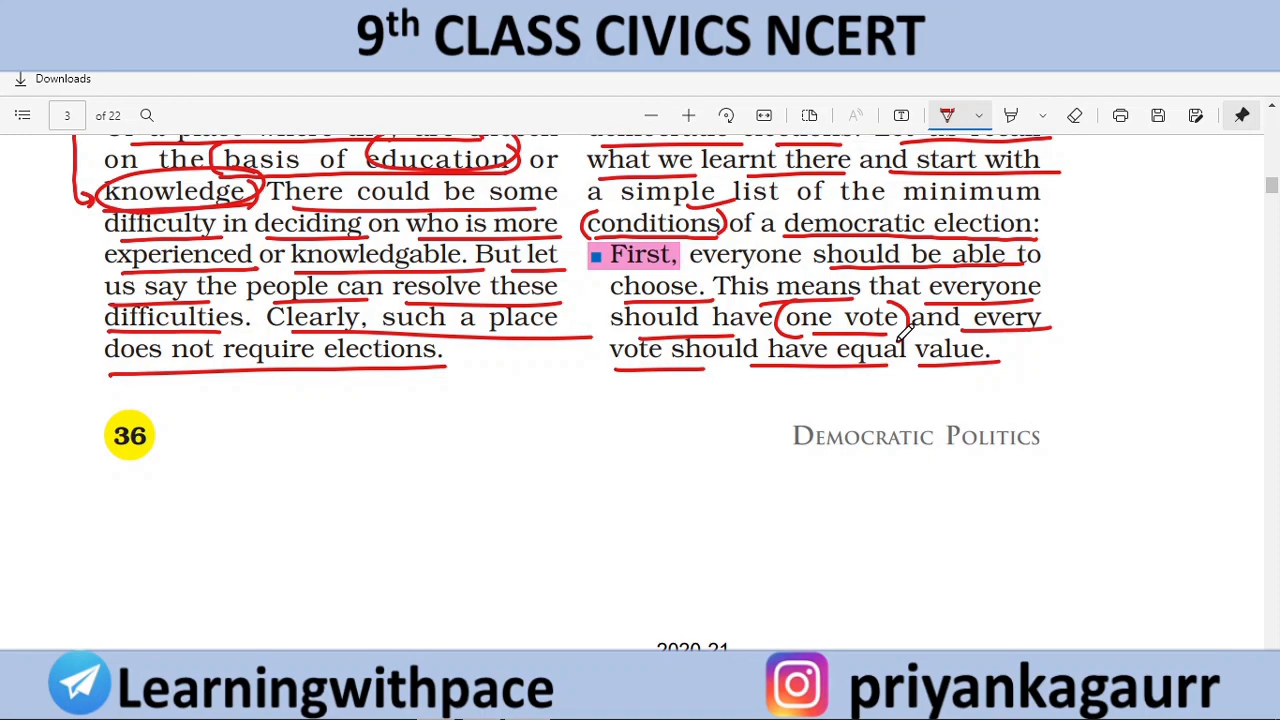 9th CLASS CIVICS NCERT
Downloads
3 of 22
on the basis of education or
knowledge. There could be some
difficulty in deciding on who is more
experienced or knowledgable. But let
us say the people can resolve these
difficulties. Clearly, such a place
does not require elections.
what we learnt there and start with
a simple list of the minimum
conditions of a democratic election:
■ First, everyone should be able to
choose. This means that everyone
should have one vote and every
vote should have equal value.
36
DEMOCRATIC POLITICS
2020-21
Learningwithpace
priyankagaurr